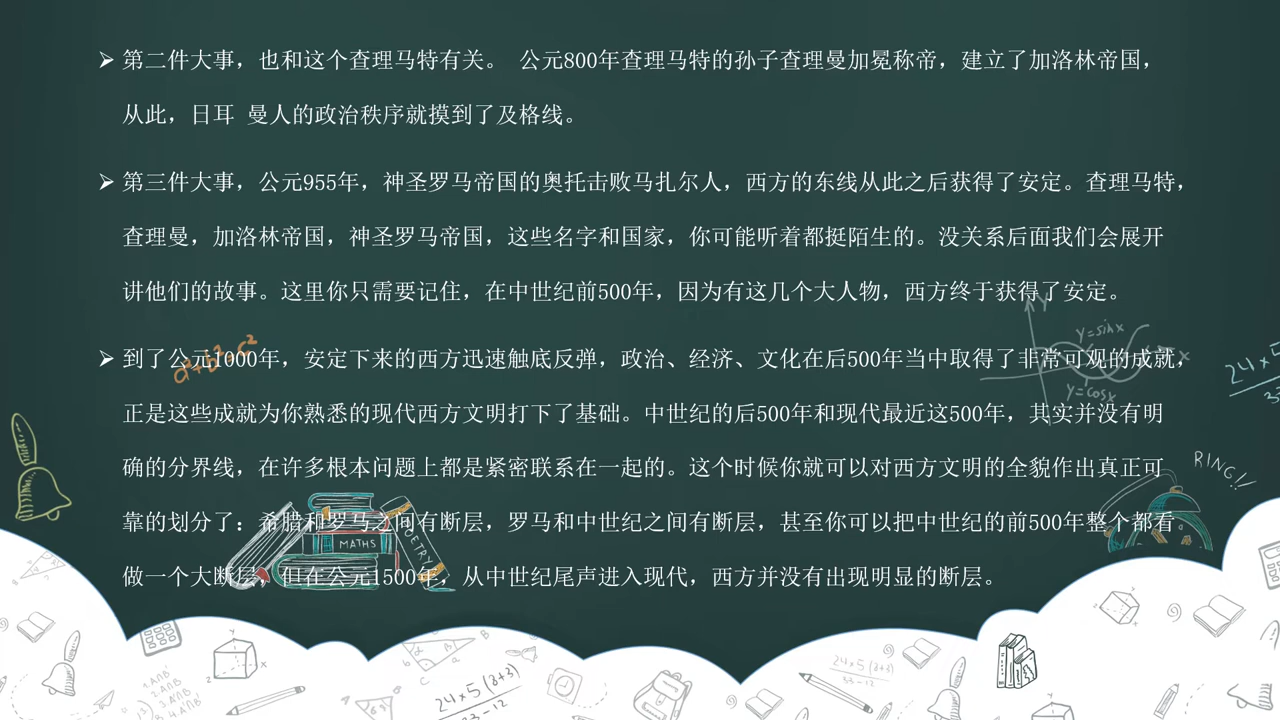 第二件大事，也和这个查理马特有关。 公元800年查理马特的孙子查理曼加冕称帝，建立了加洛林帝国，
从此，日耳 曼人的政治秩序就摸到了及格线。
第三件大事，公元955年，神圣罗马帝国的奥托击败马扎尔人，西方的东线从此之后获得了安定。查理马特，
查理曼，加洛林帝国，神圣罗马帝国，这些名字和国家，你可能听着都挺陌生的。没关系后面我们会展开
讲他们的故事。这里你只需要记住，在中世纪前500年，因为有这几个大人物，西方终于获得了安定。
到了公元1000年，安定下来的西方迅速触底反弹，政治、经济、文化在后500年当中取得了非常可观的成就，
正是这些成就为你熟悉的现代西方文明打下了基础。中世纪的后500年和现代最近这500年，其实并没有明
确的分界线，在许多根本问题上都是紧密联系在一起的。这个时候你就可以对西方文明的全貌作出真正可
靠的划分了：希腊和罗马之间有断层，罗马和中世纪之间有断层，甚至你可以把中世纪的前500年整个都看
做一个大断层，但在公元1500年，从中世纪尾声进入现代，西方并没有出现明显的断层。
y=sinx
y=cosx
RING!!
MATHS
POETRY
24×5(3+3)
33-12